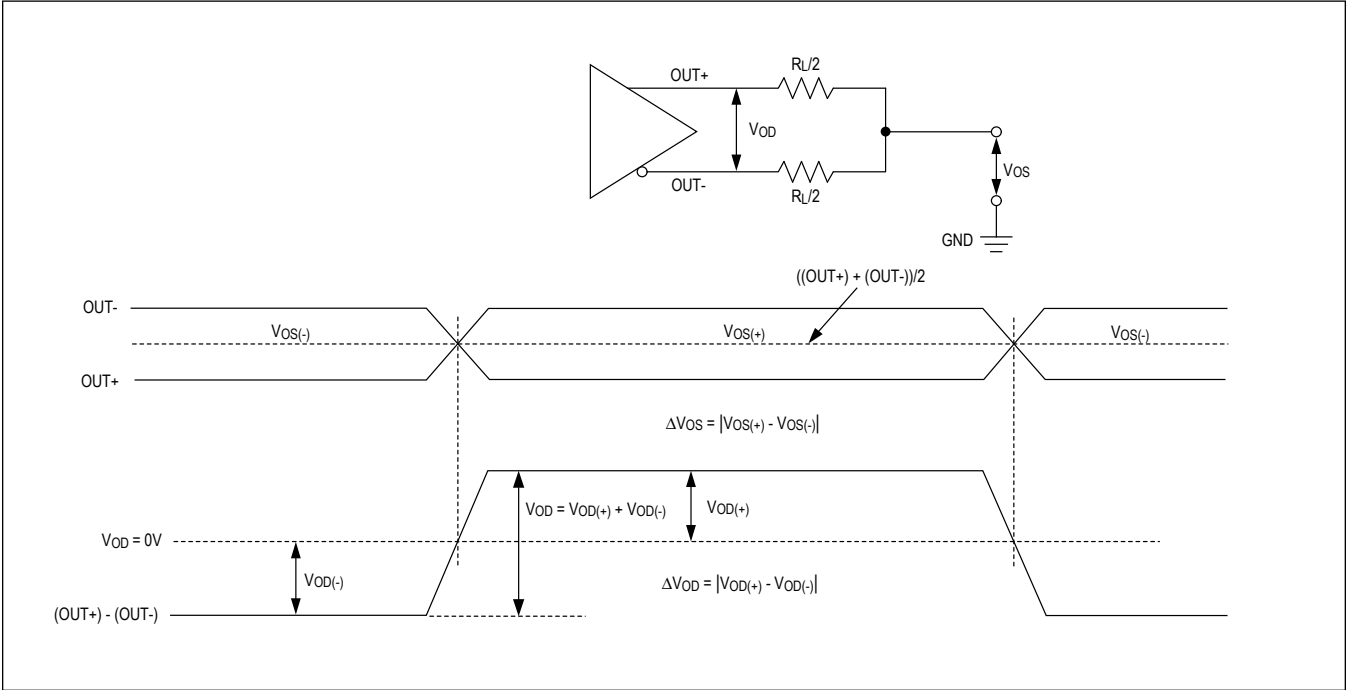 RL/2
OUT+
VOD
OUT-
RL/2
VOS
GND
((OUT+) + (OUT-))/2
OUT-
VOS(-)
VOS(+)
VOS(-)
OUT+
ΔVOS = |VOS(+) - VOS(-)|
VOD = VOD(+) + VOD(-)
VOD(+)
VOD = 0V
VOD(-)
ΔVOD = |VOD(+) - VOD(-)|
(OUT+) - (OUT-)